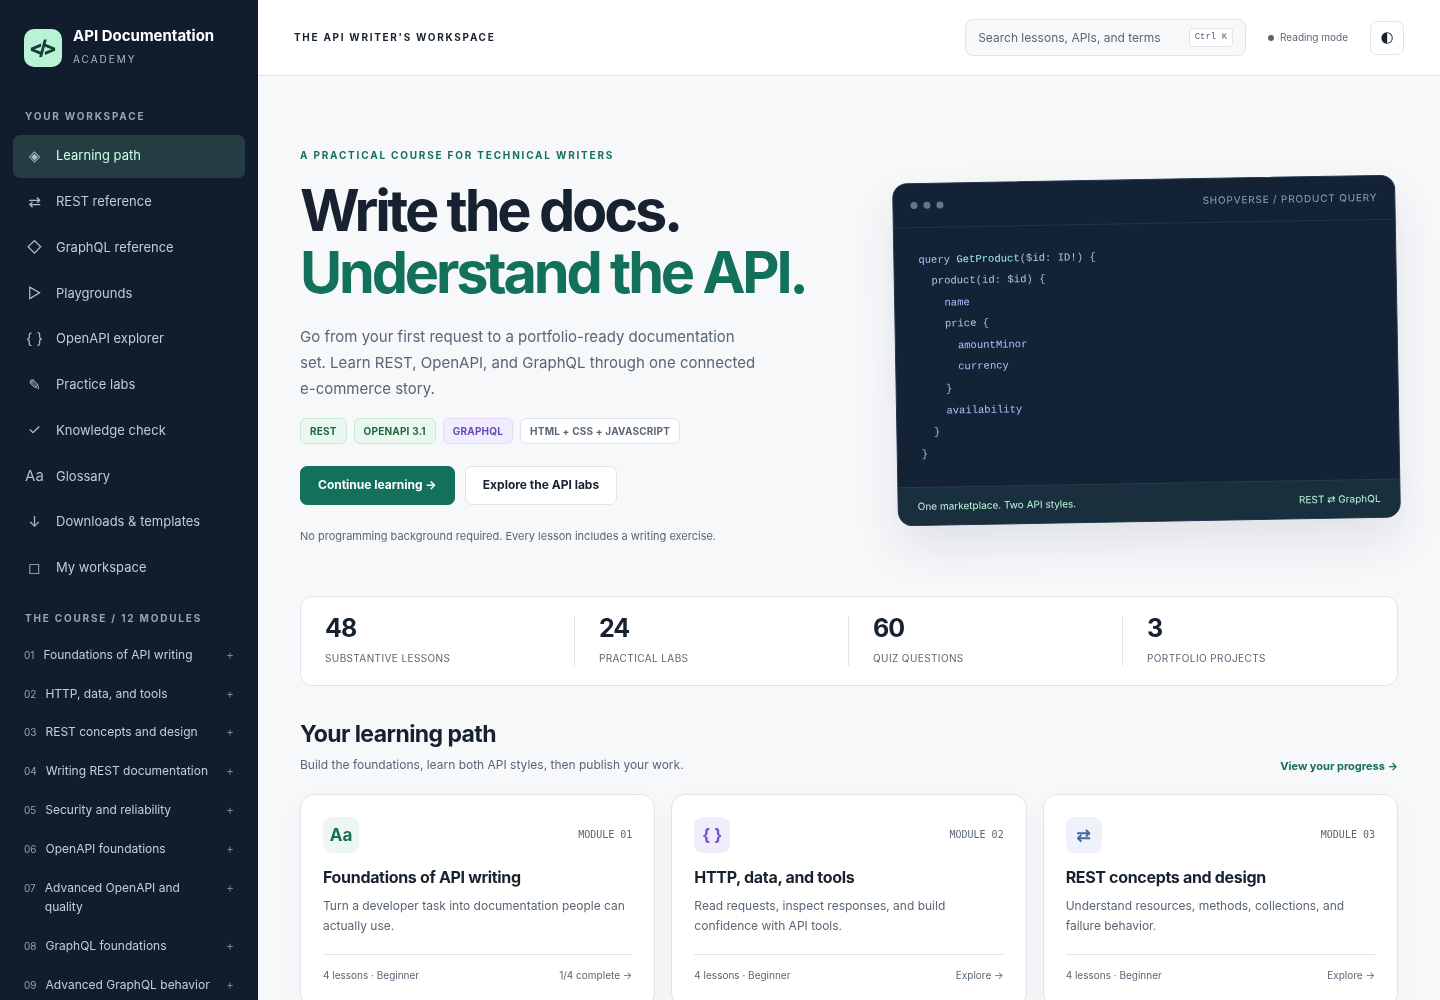 API Documentation
ACADEMY
YOUR WORKSPACE
Learning path
REST reference
GraphQL reference
Playgrounds
{ } OpenAPI explorer
Practice labs
Knowledge check
Aa Glossary
Downloads & templates
My workspace
THE COURSE / 12 MODULES
01 Foundations of API writing +
02 HTTP, data, and tools +
03 REST concepts and design +
04 Writing REST documentation +
05 Security and reliability +
06 OpenAPI foundations +
07 Advanced OpenAPI and +
quality
08 GraphQL foundations +
09 Advanced GraphQL behavior +
THE API WRITER'S WORKSPACE
Search lessons, APIs, and terms Ctrl K
Reading mode
A PRACTICAL COURSE FOR TECHNICAL WRITERS
Write the docs.
Understand the API.
Go from your first request to a portfolio-ready documentation
set. Learn REST, OpenAPI, and GraphQL through one connected
e-commerce story.
REST OPENAPI 3.1 GRAPHQL HTML + CSS + JAVASCRIPT
Continue learning → Explore the API labs
No programming background required. Every lesson includes a writing exercise.
SHOPVERSE / PRODUCT QUERY
query GetProduct($id: ID!) {
product(id: $id) {
name
price {
amountMinor
currency
}
availability
}
}
One marketplace. Two API styles. REST ⇄ GraphQL
48
SUBSTANTIVE LESSONS
24
PRACTICAL LABS
60
QUIZ QUESTIONS
3
PORTFOLIO PROJECTS
Your learning path
Build the foundations, learn both API styles, then publish your work.
View your progress →
Aa MODULE 01
Foundations of API writing
Turn a developer task into documentation people can
actually use.
4 lessons · Beginner 1/4 complete →
{ } MODULE 02
HTTP, data, and tools
Read requests, inspect responses, and build
confidence with API tools.
4 lessons · Beginner Explore →
⇄ MODULE 03
REST concepts and design
Understand resources, methods, collections, and
failure behavior.
4 lessons · Beginner Explore →